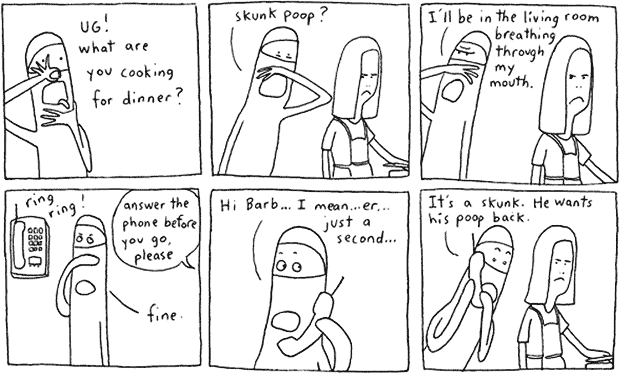 UG!
what are
you cooking
for dinner?
skunk poop?
I'll be in the living room
breathing
through
my
mouth.
ring
ring!
answer the
phone before
you go,
please
fine.
Hi Barb... I mean...er...
just a
second...
It's a skunk. He wants
his poop back.